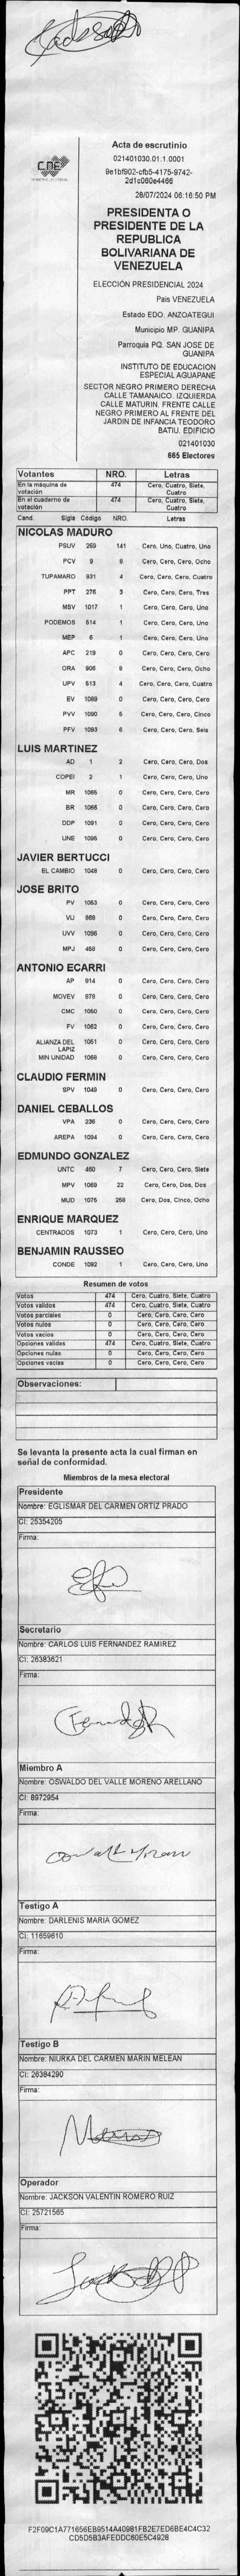 CNE
Acta de escrutinio
021401030.01.1.0001
9e1bf902-cfb5-4175-9742-
2d1c060e4466
28/07/2024 06:16:50 PM
PRESIDENTA O
PRESIDENTE DE LA
REPUBLICA
BOLIVARIANA DE
VENEZUELA
ELECCIÓN PRESIDENCIAL 2024
Pais VENEZUELA
Estado EDO. ANZOATEGUI
Municipio MP. GUANIPA
Parroquia PQ. SAN JOSE DE
GUANIPA
INSTITUTO DE EDUCACION
ESPECIAL AGUAPANE
SECTOR NEGRO PRIMERO DERECHA
CALLE TAMANAICO. IZQUIERDA
CALLE MATURIN. FRENTE CALLE
NEGRO PRIMERO AL FRENTE DEL
JARDIN DE INFANCIA TEODORO
BATIU. EDIFICIO
021401030
665 Electores
Votantes NRO. Letras
En la máquina de votación 474 Cero, Cuatro, Siete, Cuatro
En el cuaderno de votación 474 Cero, Cuatro, Siete, Cuatro
Cand. Sigla Código NRO. Letras
NICOLAS MADURO
PSUV 269 141 Cero, Uno, Cuatro, Uno
PCV 9 8 Cero, Cero, Cero, Ocho
TUPAMARO 931 4 Cero, Cero, Cero, Cuatro
PPT 276 3 Cero, Cero, Cero, Tres
MSV 1017 1 Cero, Cero, Cero, Uno
PODEMOS 514 1 Cero, Cero, Cero, Uno
MEP 6 1 Cero, Cero, Cero, Uno
APC 219 0 Cero, Cero, Cero, Cero
ORA 906 8 Cero, Cero, Cero, Ocho
UPV 513 4 Cero, Cero, Cero, Cuatro
EV 1089 0 Cero, Cero, Cero, Cero
PVV 1090 5 Cero, Cero, Cero, Cinco
PFV 1093 6 Cero, Cero, Cero, Seis
LUIS MARTINEZ
AD 1 2 Cero, Cero, Cero, Dos
COPEI 2 1 Cero, Cero, Cero, Uno
MR 1065 0 Cero, Cero, Cero, Cero
BR 1066 0 Cero, Cero, Cero, Cero
DDP 1091 0 Cero, Cero, Cero, Cero
UNE 1095 0 Cero, Cero, Cero, Cero
JAVIER BERTUCCI
EL CAMBIO 1048 0 Cero, Cero, Cero, Cero
JOSE BRITO
PV 1053 0 Cero, Cero, Cero, Cero
VU 868 0 Cero, Cero, Cero, Cero
UVV 1096 0 Cero, Cero, Cero, Cero
MPJ 458 0 Cero, Cero, Cero, Cero
ANTONIO ECARRI
AP 814 0 Cero, Cero, Cero, Cero
MOVEV 878 0 Cero, Cero, Cero, Cero
CMC 1050 0 Cero, Cero, Cero, Cero
FV 1062 0 Cero, Cero, Cero, Cero
ALIANZA DEL LAPIZ 1051 0 Cero, Cero, Cero, Cero
MIN UNIDAD 1068 0 Cero, Cero, Cero, Cero
CLAUDIO FERMIN
SPV 1049 0 Cero, Cero, Cero, Cero
DANIEL CEBALLOS
VPA 236 0 Cero, Cero, Cero, Cero
AREPA 1094 0 Cero, Cero, Cero, Cero
EDMUNDO GONZALEZ
UNTC 460 7 Cero, Cero, Cero, Siete
MPV 1069 22 Cero, Cero, Dos, Dos
MUD 1075 258 Cero, Dos, Cinco, Ocho
ENRIQUE MARQUEZ
CENTRADOS 1073 1 Cero, Cero, Cero, Uno
BENJAMIN RAUSSEO
CONDE 1092 1 Cero, Cero, Cero, Uno
Resumen de votos
Votos 474 Cero, Cuatro, Siete, Cuatro
Votos validos 474 Cero, Cuatro, Siete, Cuatro
Votos parciales 0 Cero, Cero, Cero, Cero
Votos nulos 0 Cero, Cero, Cero, Cero
Votos vacios 0 Cero, Cero, Cero, Cero
Opciones validas 474 Cero, Cuatro, Siete, Cuatro
Opciones nulas 0 Cero, Cero, Cero, Cero
Opciones vacias 0 Cero, Cero, Cero, Cero
Observaciones:
Se levanta la presente acta la cual firman en
señal de conformidad.
Miembros de la mesa electoral
Presidente
Nombre: EGLISMAR DEL CARMEN ORTIZ PRADO
CI: 25354205
Firma:
Secretario
Nombre: CARLOS LUIS FERNANDEZ RAMIREZ
CI: 26383621
Firma:
Miembro A
Nombre: OSWALDO DEL VALLE MORENO ARELLANO
CI: 8972954
Firma:
Testigo A
Nombre: DARLENIS MARIA GOMEZ
CI: 11659610
Firma:
Testigo B
Nombre: NIURKA DEL CARMEN MARIN MELEAN
CI: 26384290
Firma:
Operador
Nombre: JACKSON VALENTIN ROMERO RUIZ
CI: 25721565
Firma:
F2F09C1A771656EB9514A40981FB2E7ED6BE4C4C32
CD5D5B3AFEDDC60E5C4928